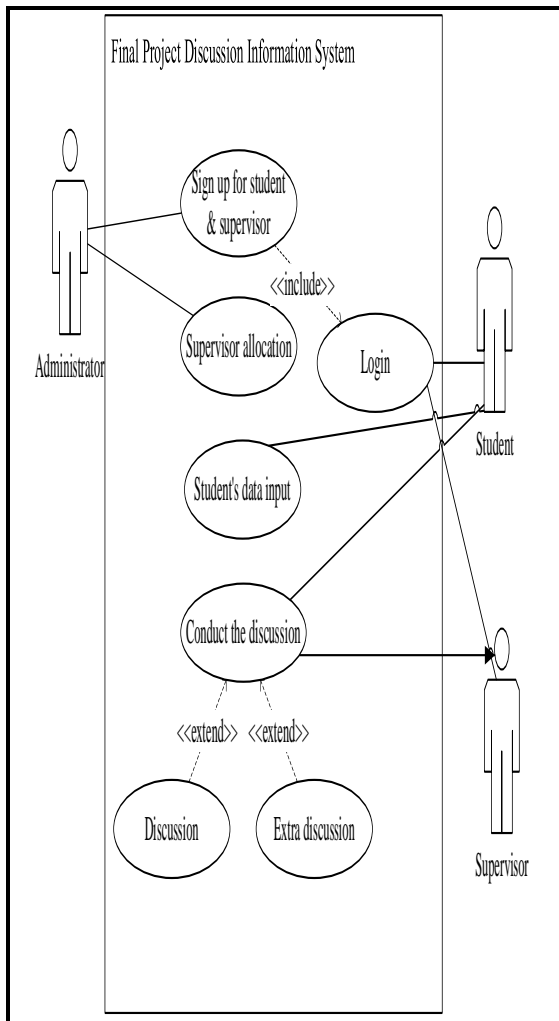 Final Project Discussion Information System
Sign up for student
& supervisor
<<include>>
Supervisor allocation
Login
Administrator
Student
Student's data input
Conduct the discussion
<<extend>>
<<extend>>
Discussion
Extra discussion
Supervisor